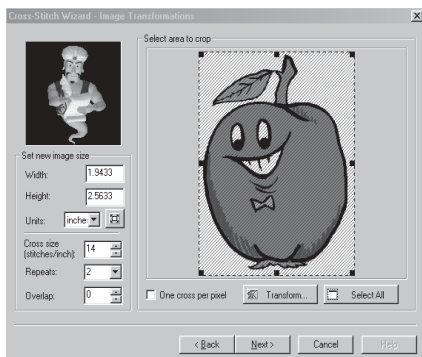 Cross-Stitch Wizard - Image Transformations
Select area to crop
Set new image size
Width: 1.9433
Height: 2.5633
Units: inche:
Cross size
(stitches/inch): 14
Repeats: 2
Overlap: 0
One cross per pixel
Transform...
Select All
< Back
Next >
Cancel
Help